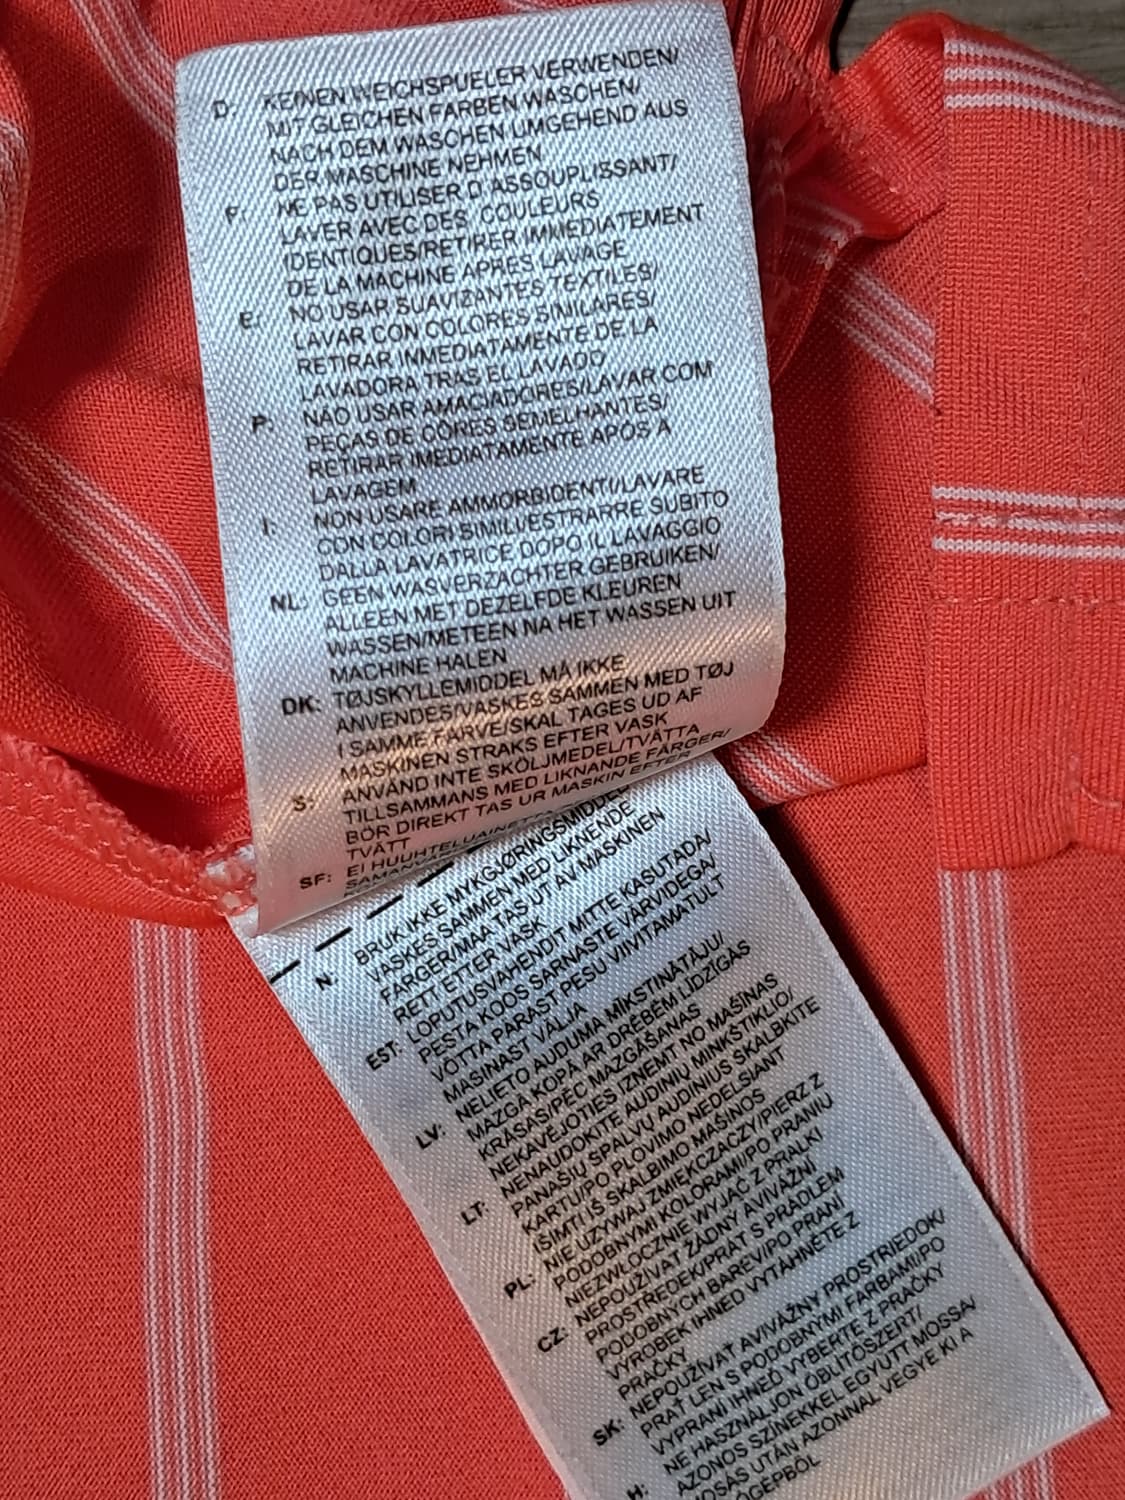 D: KEINEN WEICHSPUELER VERWENDEN/
MIT GLEICHEN FARBEN WASCHEN/
NACH DEM WASCHEN UMGEHEND AUS
DER MASCHINE NEHMEN
F: NE PAS UTILISER D ASSOUPLISSANT/
LAVER AVEC DES COULEURS
IDENTIQUES/RETIRER IMMEDIATEMENT
DE LA MACHINE APRES LAVAGE
E: NO USAR SUAVIZANTES TEXTILES/
LAVAR CON COLORES SIMILARES/
RETIRAR INMEDIATAMENTE DE LA
LAVADORA TRAS EL LAVADO
P: NÃO USAR AMACIADORES/LAVAR COM
PEÇAS DE CÔRES SEMELHANTES/
RETIRAR IMEDIATAMENTE APÓS A
LAVAGEM
I: NON USARE AMMORBIDENTI/LAVARE
CON COLORI SIMILI/ESTRARRE SUBITO
DALLA LAVATRICE DOPO IL LAVAGGIO
NL: GEEN WASVERZACHTER GEBRUIKEN/
ALLEEN MET DEZELFDE KLEUREN
WASSEN/METEEN NA HET WASSEN UIT
MACHINE HALEN
DK: TØJSKYLLEMIDDEL MÅ IKKE
ANVENDES/VASKES SAMMEN MED TØJ
I SAMME FARVE/SKAL TAGES UD AF
MASKINEN STRAKS EFTER VASK
S: ANVÄND INTE SKÖLJMEDEL/TVÄTTA
TILLSAMMANS MED LIKNANDE FÄRGER/
BÖR DIREKT TAS UR MASKIN EFTER
TVÄTT
SF: EI HUUHTELUAINETTA
N: BRUK IKKE MYKGJØRINGSMIDDEL
VASKES SAMMEN MED LIKNENDE
FARGER/MAA TAS UT AV MASKINEN
RETT ETTER VASK
EST: LOPUTUSVAHENDIT MITTE KASUTADA/
PESTA KOOS SARNASTE VÄRVIDEGA/
VÕTTA PÄRAST PESU VIIVITAMATULT
MASINAST VÄLJA
LV: NELIETO AUDUMA MĪKSTINĀTĀJU/
MAZGĀ KOPĀ AR DRĒBĒM LĪDZĪGĀS
KRĀSĀS/PĒC MAZGĀŠANAS
NEKAVĒJOTIES IZŅEMT NO MAŠĪNAS
LT: NENAUDOKITE AUDINIŲ MINKŠTIKLIO/
PANAŠIŲ SPALVŲ AUDINIUS SKALBKITE
KARTU/PO PLOVIMO NEDELSIANT
IŠIMTI IŠ SKALBIMO MAŠINOS
PL: NIE UŻYWAJ ZMIĘKCZACZY/PIERZ Z
PODOBNYMI KOLORAMI/PO PRANIU
NIEZWŁOCZNIE WYJĄĆ Z PRALKI
CZ: NEPOUŽÍVAT ŽÁDNÝ AVIVÁŽNÍ
PROSTŘEDEK/PRÁT S PRÁDLEM
PODOBNÝCH BAREV/PO PRANÍ
VÝROBEK IHNED VYTÁHNĚTE Z
PRAČKY
SK: NEPOUŽÍVAŤ AVIVÁŽNY PROSTRIEDOK/
PRAŤ LEN S PODOBNÝMI FARBAMI/PO
VYPRANÍ IHNEĎ VYBERTE Z PRAČKY
H: NE HASZNÁLJON ÖBLÍTŐSZERT/
AZONOS SZÍNEKKEL EGYÜTT MOSSA/
MOSÁS UTÁN AZONNAL VEGYE KI A